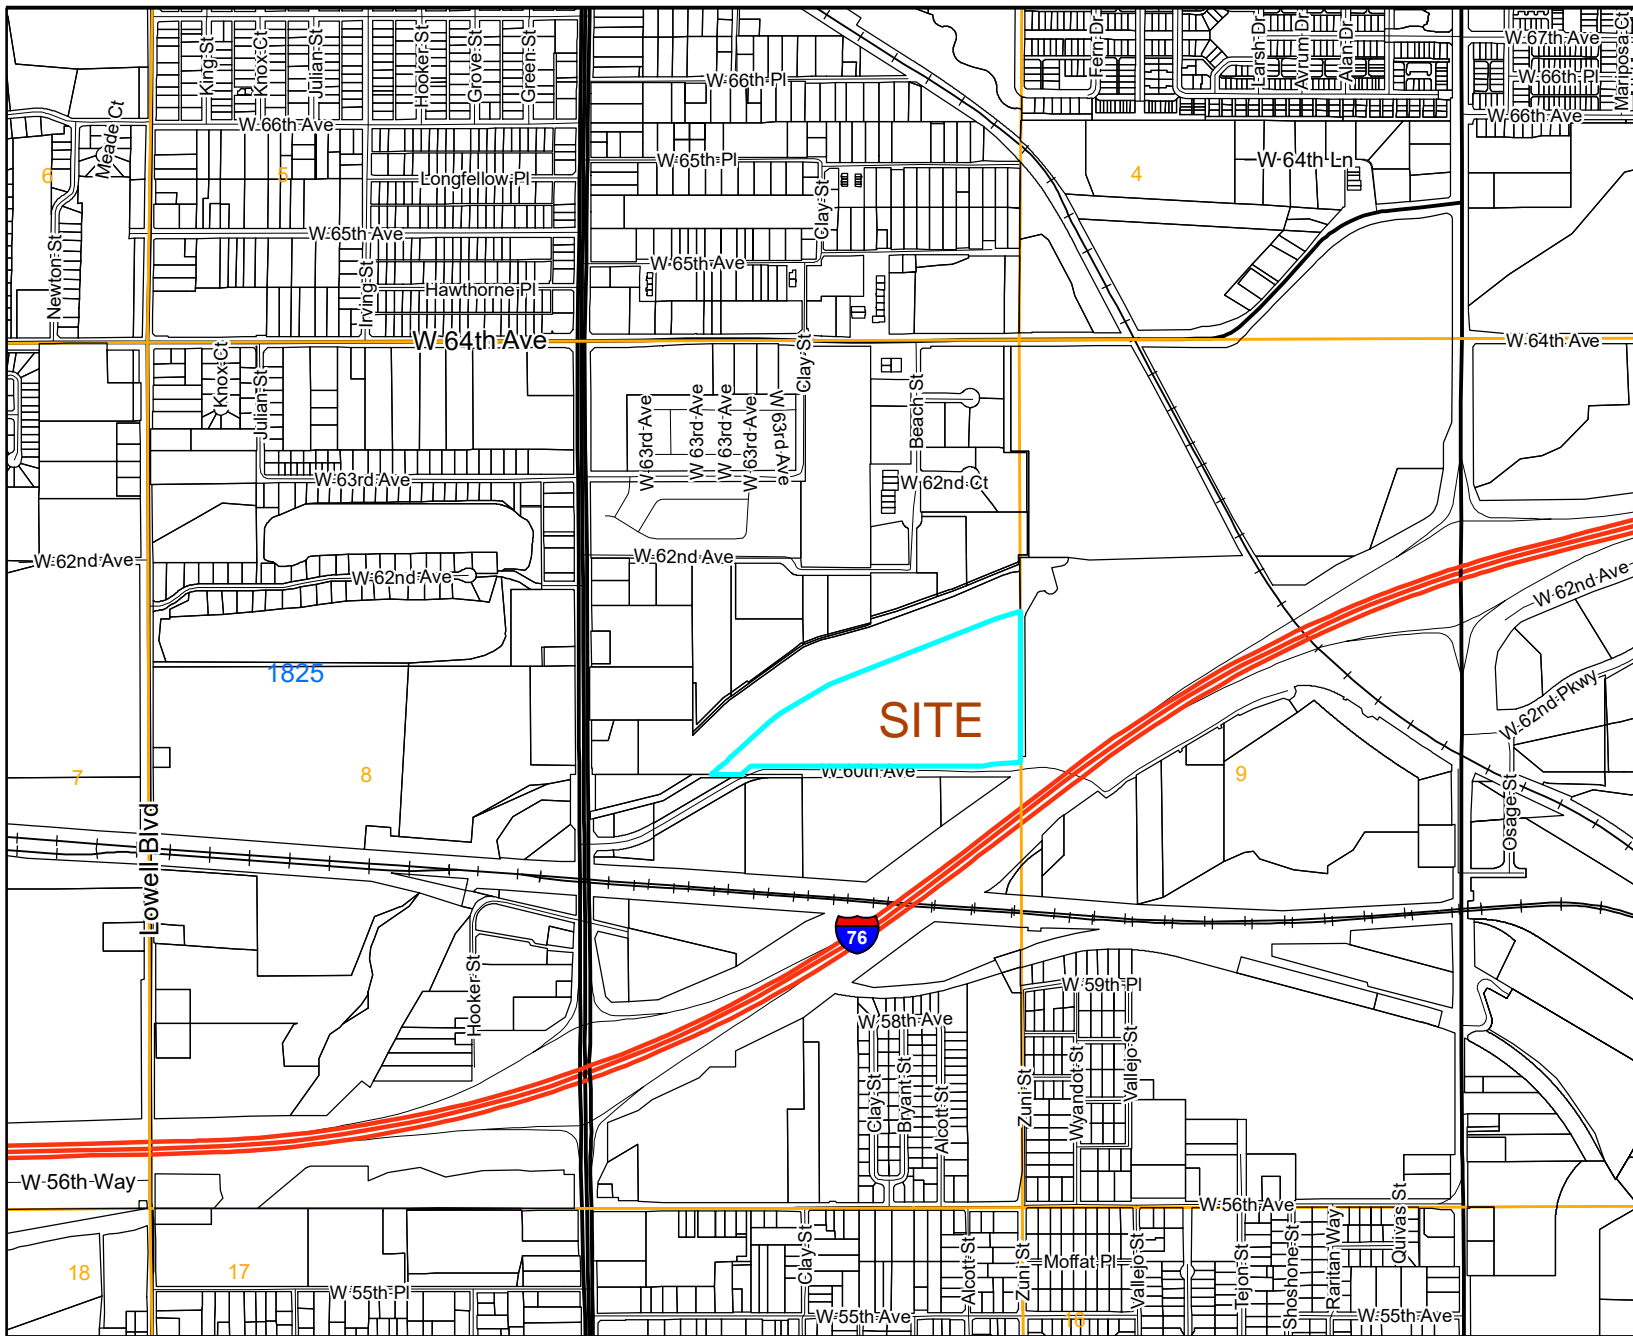 King St
Knox Ct
Julian St
Hooker St
Grove St
Green St
Fern Dr
Larsh Dr
Avrum Dr
Alan Dr
W 67th Ave
W 66th Pl
W 66th Pl
Mariposa Ct
W 66th Ave
W 66th Ave
Meade Ct
W 65th Pl
W 64th Ln
6
5
Longfellow Pl
4
Clay St
W 65th Ave
Newton St
W 65th Ave
Irving St
Hawthorne Pl
W 64th Ave
W 64th Ave
Knox Ct
Julian St
Clay St
Beach St
W 63rd Ave
W 63rd Ave
W 63rd Ave
W 63rd Ave
W 63rd Ave
W 63rd Ave
W 62nd Ct
W 62nd Ave
W 62nd Ave
W 62nd Ave
W 62nd Ave
1825
SITE
W 62nd Pkwy
7
8
W 60th Ave
9
Lowell Blvd
Osage St
76
Hooker St
W 59th Pl
W 58th Ave
Clay St
Bryant St
Alcott St
Zuni St
Wyandot St
Vallejo St
W 56th Way
W 56th Ave
18
17
Clay St
Alcott St
Zuni St
Moffat Pl
Vallejo St
Tejon St
Shoshone St
Raritan Way
Quivas St
W 55th Pl
W 55th Ave
16
W 55th Ave